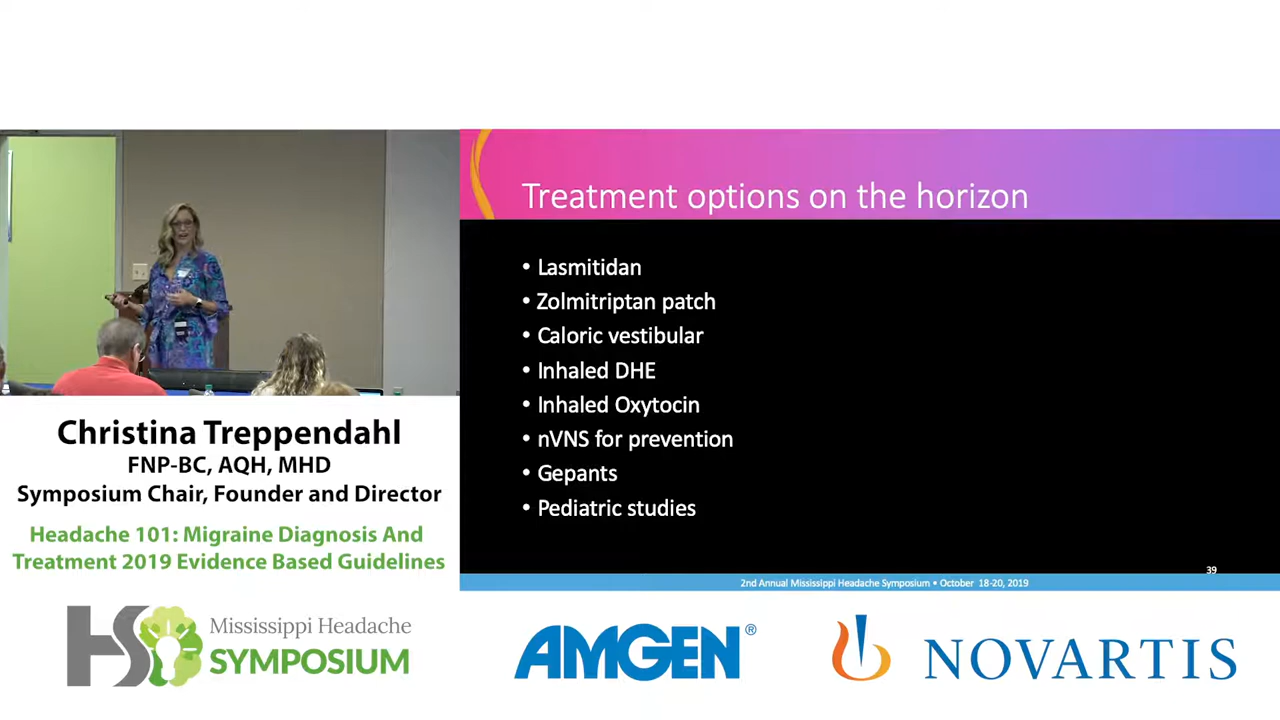 Treatment options on the horizon
• Lasmitidan
• Zolmitriptan patch
• Caloric vestibular
• Inhaled DHE
• Inhaled Oxytocin
• nVNS for prevention
• Gepants
• Pediatric studies
39
2nd Annual Mississippi Headache Symposium • October 18-20, 2019
Christina Treppendahl
FNP-BC, AQH, MHD
Symposium Chair, Founder and Director
Headache 101: Migraine Diagnosis And
Treatment 2019 Evidence Based Guidelines
HS
Mississippi Headache
SYMPOSIUM
AMGEN®
NOVARTIS